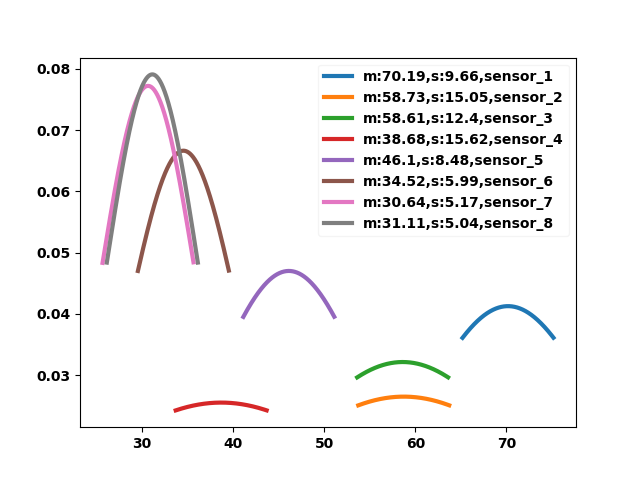 0.08
0.07
0.06
0.05
0.04
0.03
30
40
50
60
70
m:70.19,s:9.66,sensor_1
m:58.73,s:15.05,sensor_2
m:58.61,s:12.4,sensor_3
m:38.68,s:15.62,sensor_4
m:46.1,s:8.48,sensor_5
m:34.52,s:5.99,sensor_6
m:30.64,s:5.17,sensor_7
m:31.11,s:5.04,sensor_8